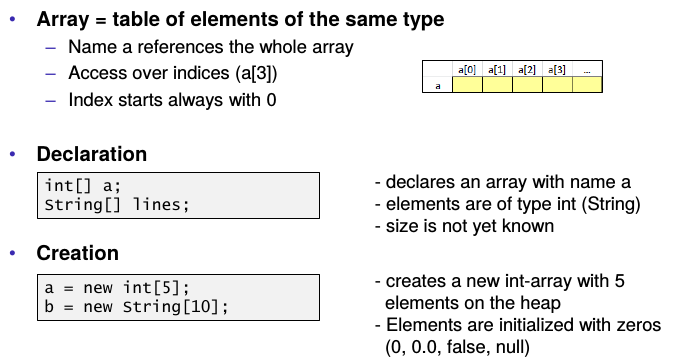 • Array = table of elements of the same type
– Name a references the whole array
– Access over indices (a[3])
– Index starts always with 0
a[0] a[1] a[2] a[3] ...
a
• Declaration
int[] a;
String[] lines;
- declares an array with name a
- elements are of type int (String)
- size is not yet known
• Creation
a = new int[5];
b = new String[10];
- creates a new int-array with 5
elements on the heap
- Elements are initialized with zeros
(0, 0.0, false, null)